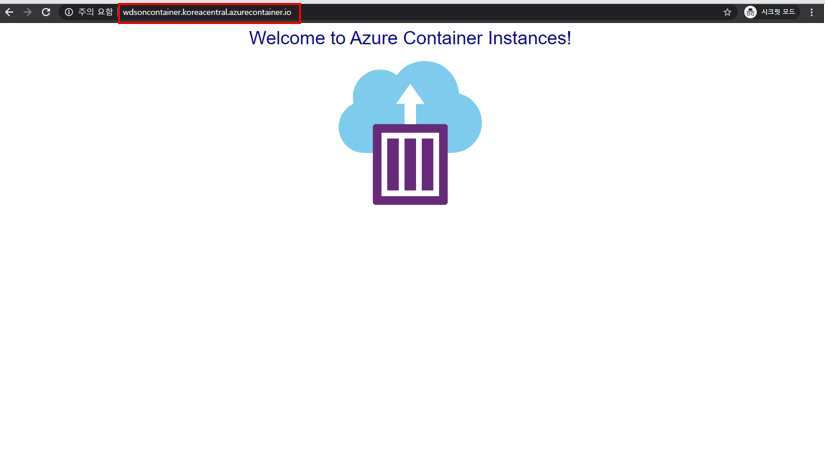 주의 요함 wdsoncontainer.koreacentral.azurecontainer.io 시크릿 모드
Welcome to Azure Container Instances!